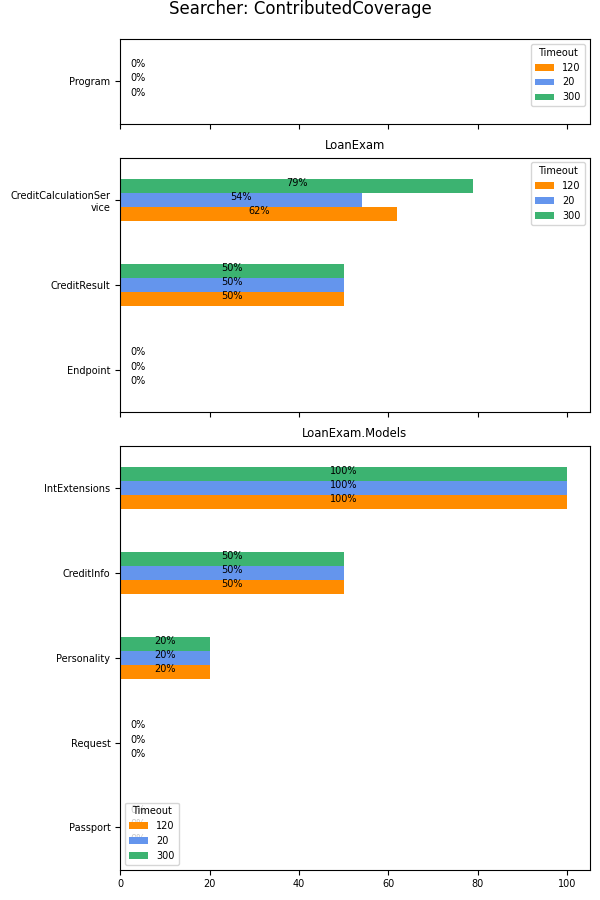 Searcher: ContributedCoverage
Program
0%
0%
0%
Timeout
120
20
300
LoanExam
CreditCalculationSer
vice
79%
54%
62%
Timeout
120
20
300
CreditResult
50%
50%
50%
Endpoint
0%
0%
0%
LoanExam.Models
IntExtensions
100%
100%
100%
CreditInfo
50%
50%
50%
Personality
20%
20%
20%
Request
0%
0%
0%
Passport
Timeout
120
20
300
0
20
40
60
80
100